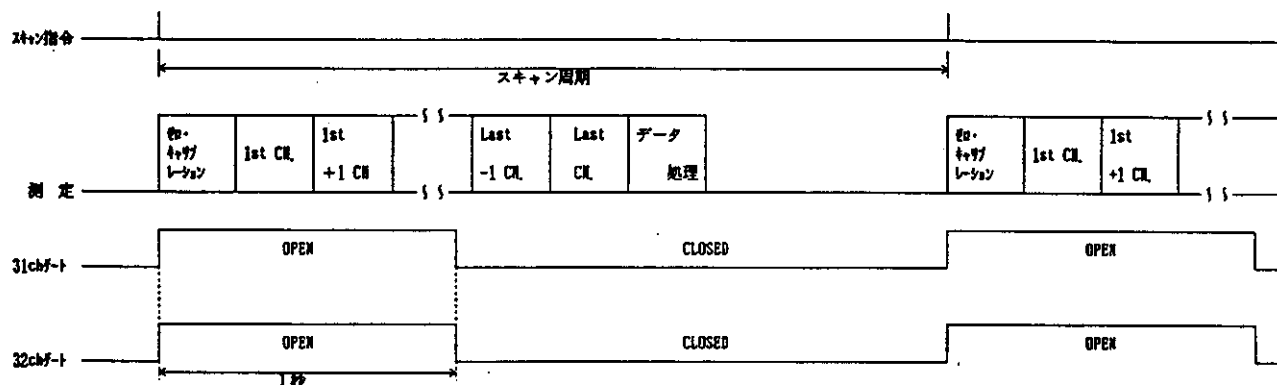 スキャン指令
スキャン周期
ゼロ・
キャリブ
レーション
1st CH.
1st
+1 CH
Last
-1 CH.
Last
CH.
データ
処理
ゼロ・
キャリブ
レーション
1st CH.
1st
+1 CH.
測 定
OPEN
CLOSED
OPEN
31chゲート
OPEN
CLOSED
OPEN
32chゲート
1秒